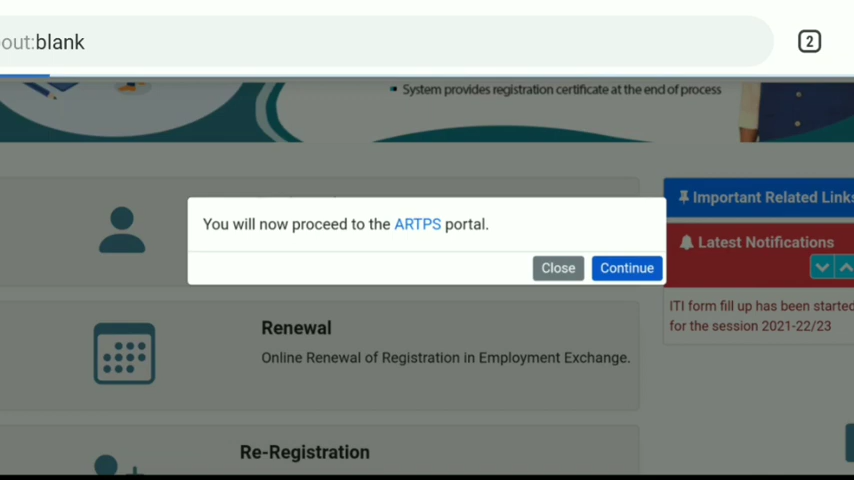 out:blank
2
System provides registration certificate at the end of process
You will now proceed to the ARTPS portal.
Close
Continue
Important Related Links
Latest Notifications
ITI form fill up has been started
for the session 2021-22/23
Renewal
Online Renewal of Registration in Employment Exchange.
Re-Registration